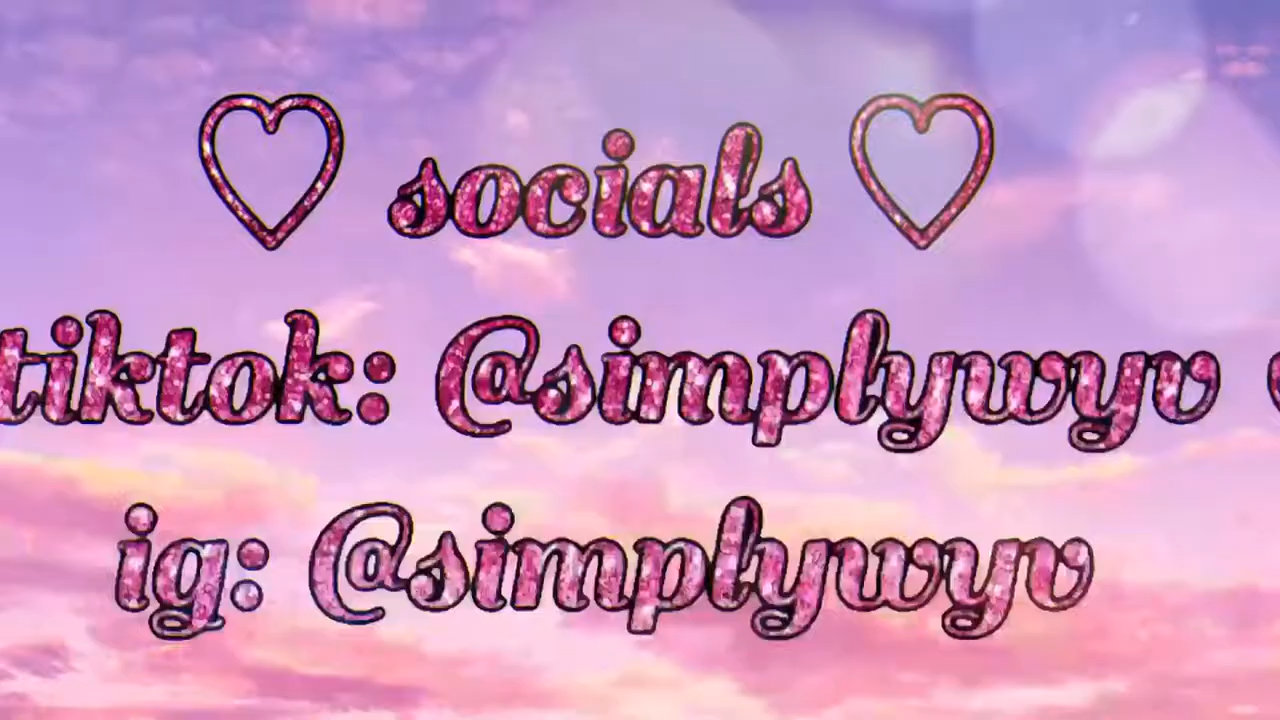 ♡ socials ♡
tiktok: @simplywyv
ig: @simplywyv